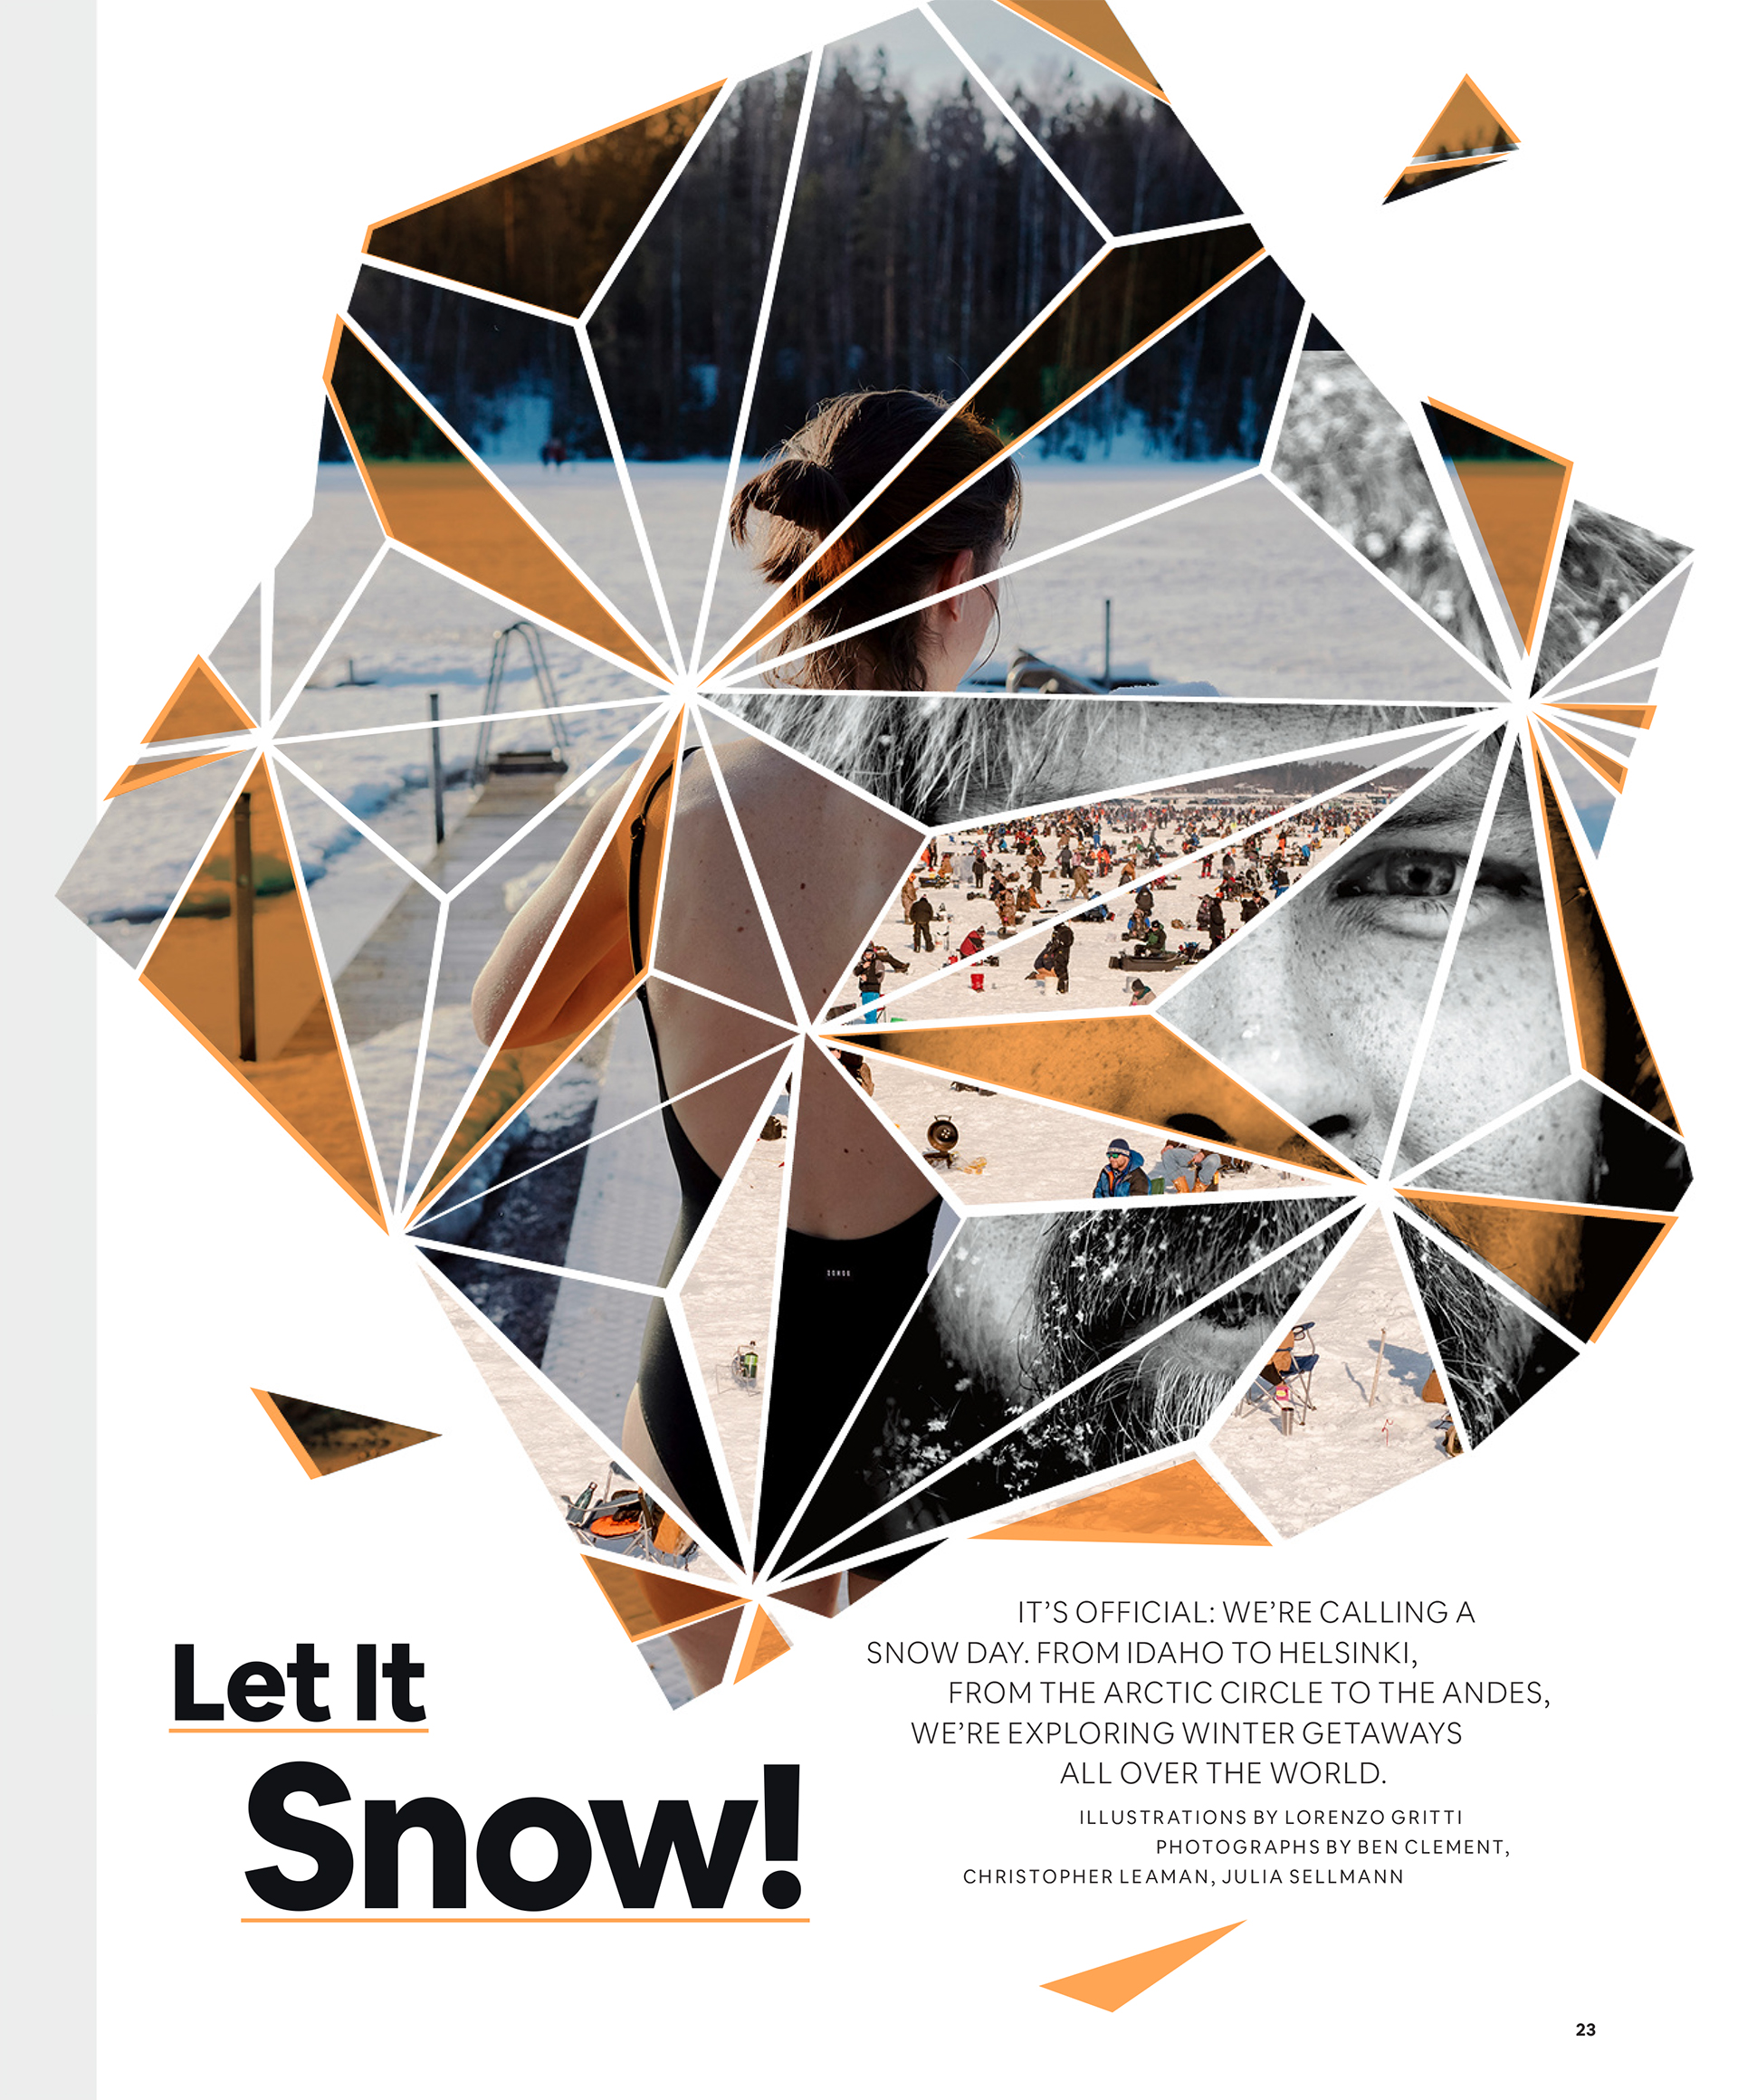 Let It
Snow!
IT’S OFFICIAL: WE’RE CALLING A
SNOW DAY. FROM IDAHO TO HELSINKI,
FROM THE ARCTIC CIRCLE TO THE ANDES,
WE’RE EXPLORING WINTER GETAWAYS
ALL OVER THE WORLD.
ILLUSTRATIONS BY LORENZO GRITTI
PHOTOGRAPHS BY BEN CLEMENT,
CHRISTOPHER LEAMAN, JULIA SELLMANN
23